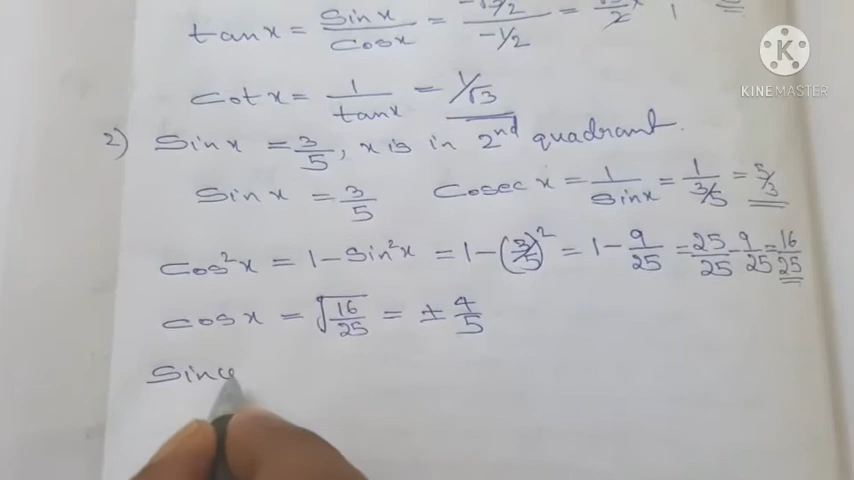 tan x = sin x / cos x = -√3/2 / -1/2 = √3/2 x
cot x = 1 / tan x = 1/√3
KINEMASTER
2) sin x = 3/5, x is in 2nd quadrant.
sin x = 3/5 cosec x = 1 / sin x = 1 / 3/5 = 5/3
cos²x = 1 - sin²x = 1 - (3/5)² = 1 - 9/25 = 25/25 - 9/25 = 16/25
cos x = √16/25 = ± 4/5
Since